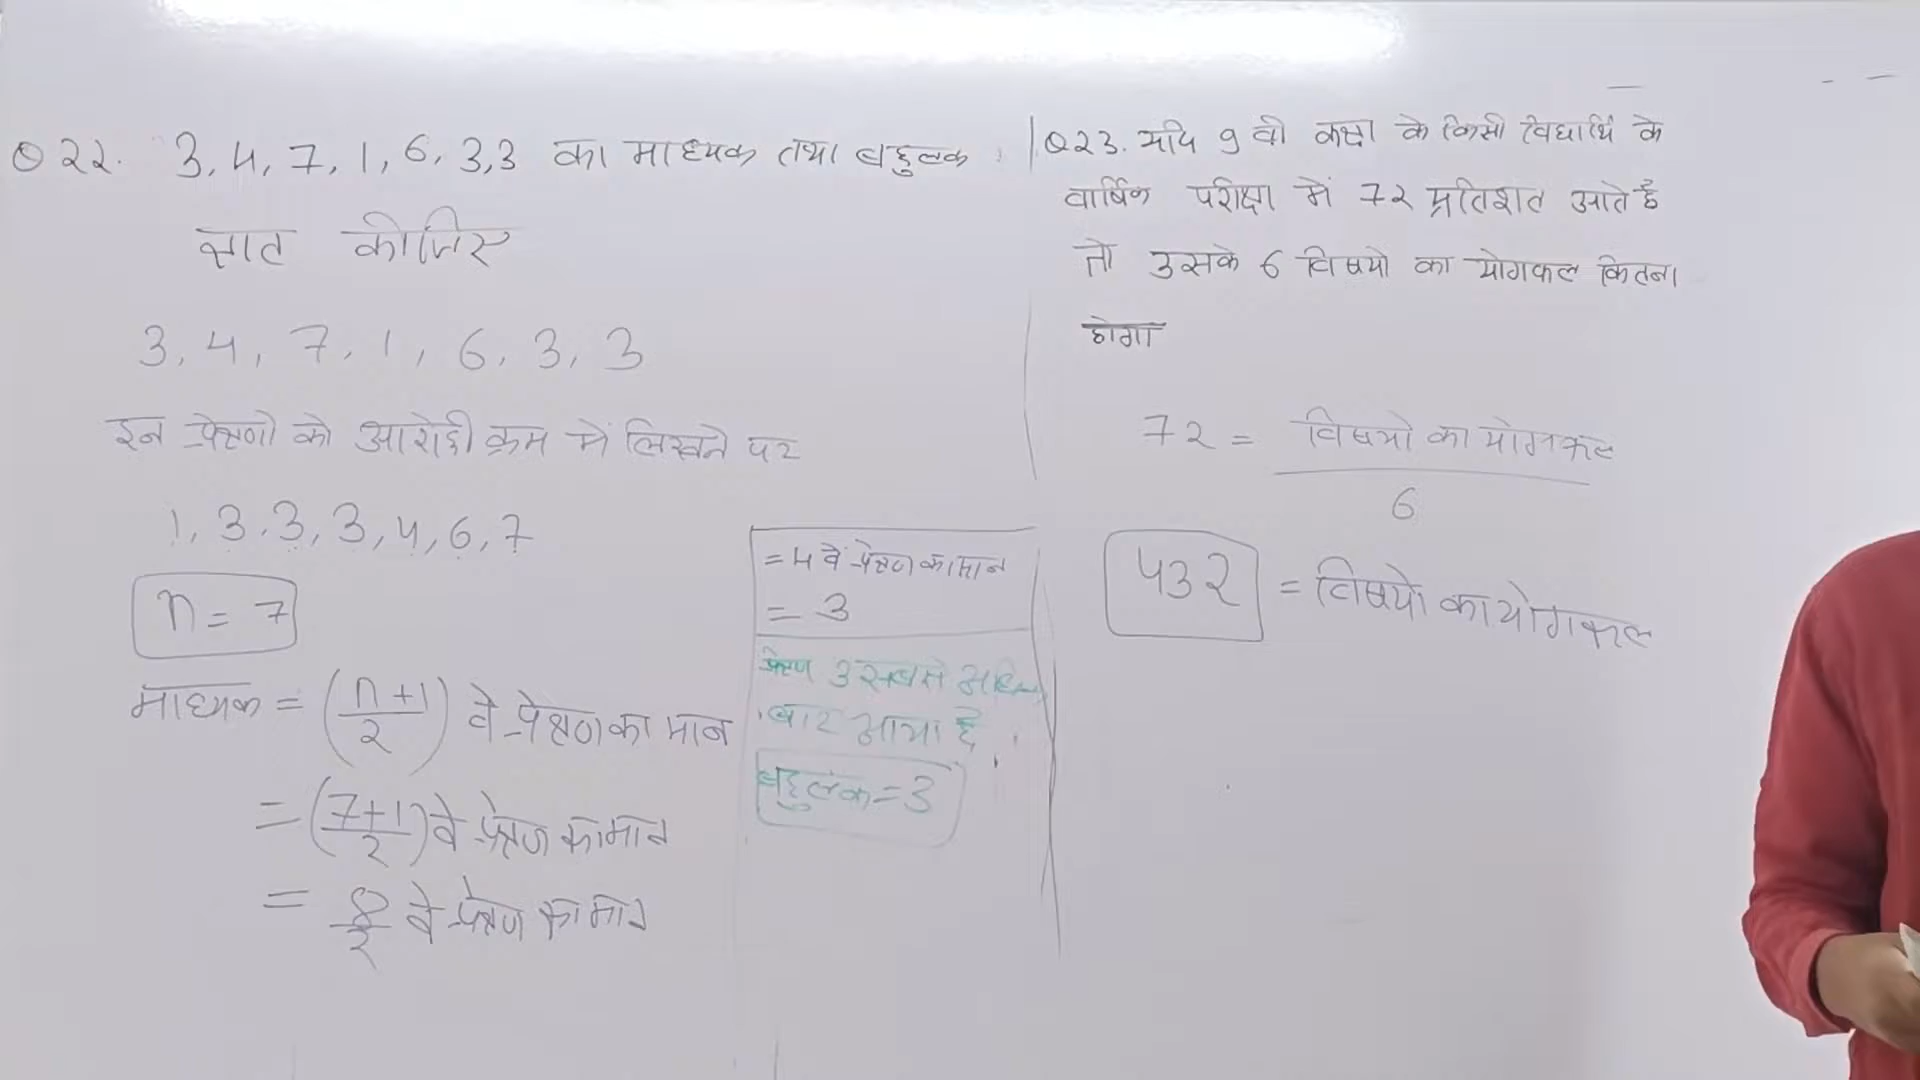 Q 22. 3, 4, 7, 1, 6, 3,3 का माध्यक तथा बहुलक
ज्ञात कीजिए
3, 4, 7, 1, 6, 3, 3
इन प्रेक्षणो को आरोही क्रम में लिखने पर
1, 3, 3, 3, 4, 6, 7
n = 7
माध्यक = (n+1/2) वे प्रेक्षण का मान
= (7+1/2) वे प्रेक्षण का मान
= 8/2 वे प्रेक्षण का मान
= 4 वे प्रेक्षण का मान
= 3
प्रेक्षण 3 सबसे अधिक
बार आया है
बहुलक = 3
Q23. यदि 9 वी कक्षा के किसी विद्यार्थि के
वार्षिक परीक्षा में 72 प्रतिशत आते है
तो उसके 6 विषयो का योगफल कितना
होगा
72 = विषयो का योगफल / 6
432 = विषयो का योगफल